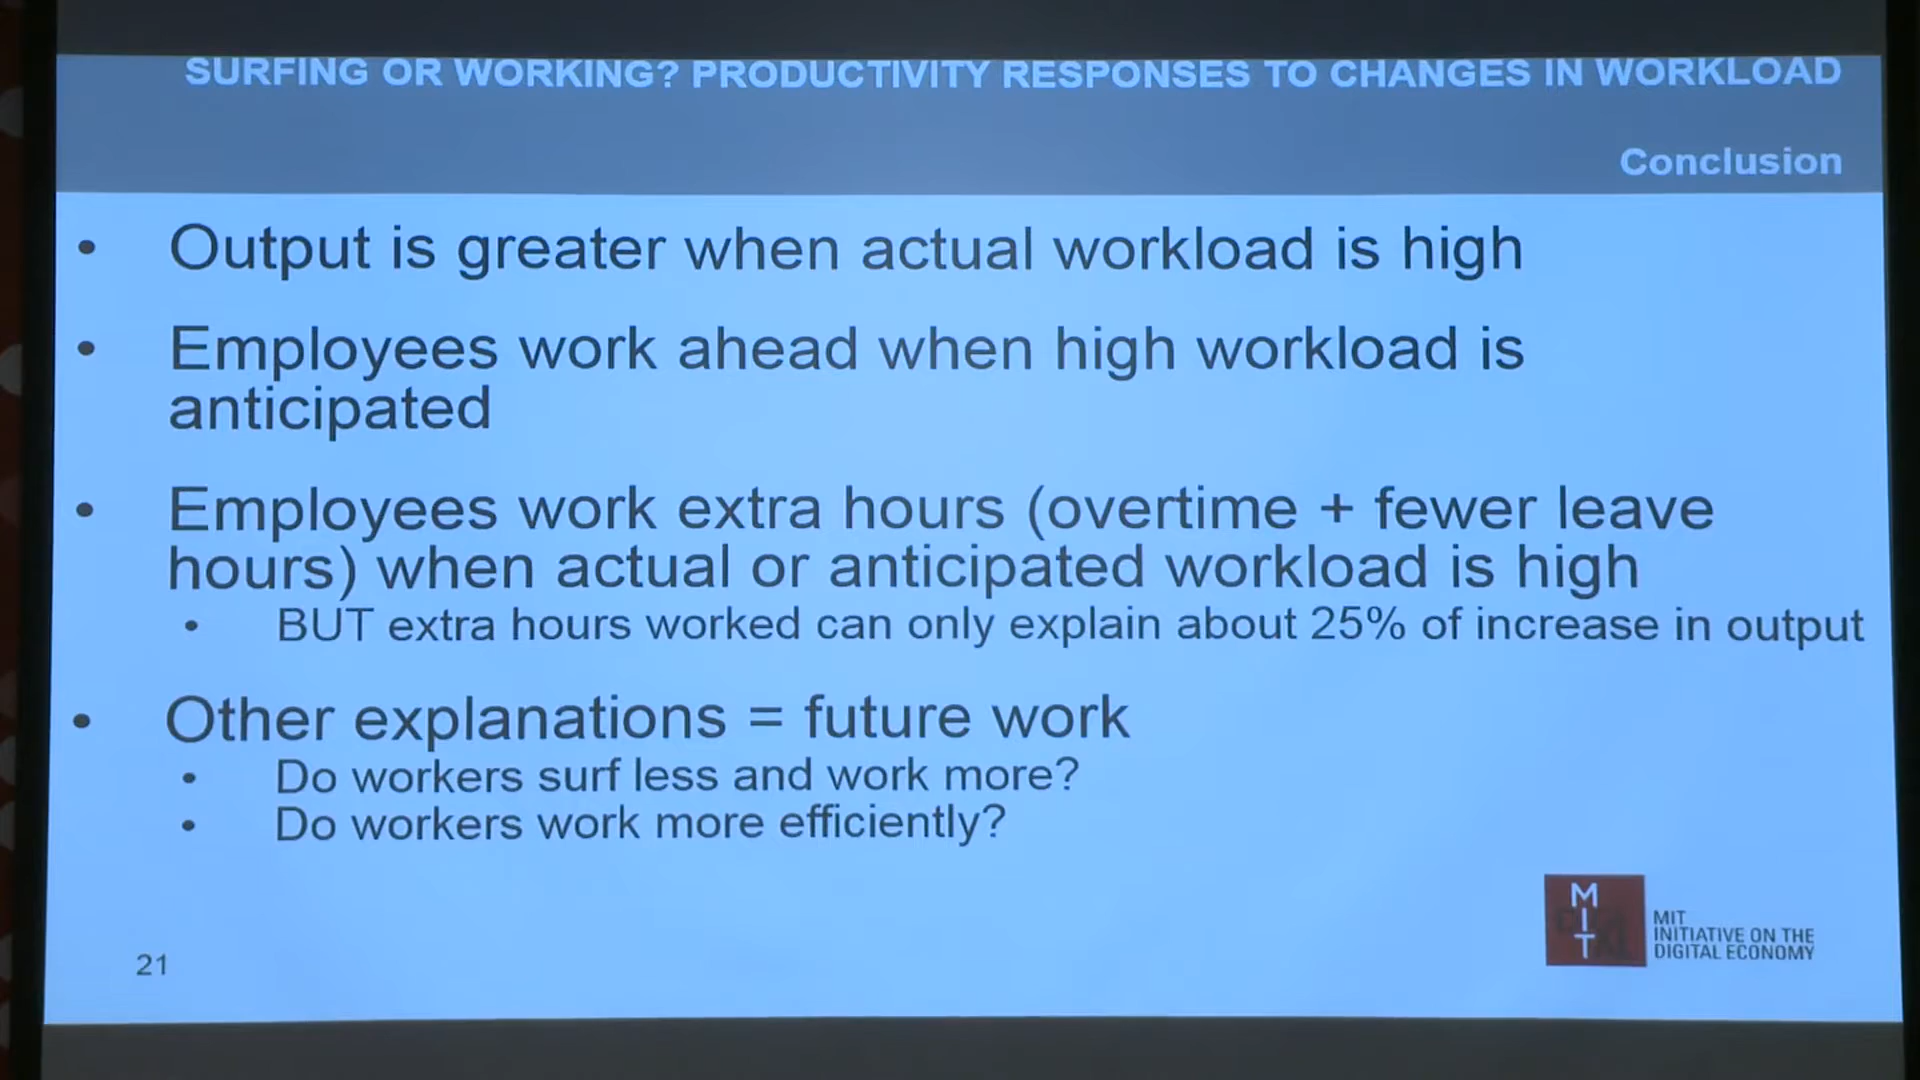 SURFING OR WORKING? PRODUCTIVITY RESPONSES TO CHANGES IN WORKLOAD
Conclusion
• Output is greater when actual workload is high
• Employees work ahead when high workload is
anticipated
• Employees work extra hours (overtime + fewer leave
hours) when actual or anticipated workload is high
• BUT extra hours worked can only explain about 25% of increase in output
• Other explanations = future work
• Do workers surf less and work more?
• Do workers work more efficiently?
21
MIT
MIT
INITIATIVE ON THE
DIGITAL ECONOMY